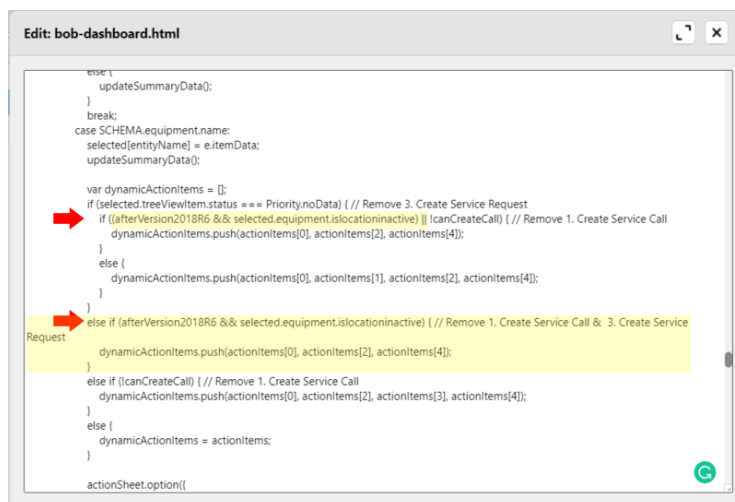 Edit: bob-dashboard.html
else {
updateSummaryData();
}
break;
case SCHEMA.equipment.name:
selected[entityName] = e.itemData;
updateSummaryData();
var dynamicActionItems = [];
if (selected.treeViewItem.status === Priority.noData) { // Remove 3. Create Service Request
if ((afterVersion2018R6 && selected.equipment.islocationinactive) || !canCreateCall) { // Remove 1. Create Service Call
dynamicActionItems.push(actionItems[0], actionItems[2], actionItems[4]);
}
else {
dynamicActionItems.push(actionItems[0], actionItems[1], actionItems[2], actionItems[4]);
}
}
else if (afterVersion2018R6 && selected.equipment.islocationinactive) { // Remove 1. Create Service Call & 3. Create Service
Request
dynamicActionItems.push(actionItems[0], actionItems[2], actionItems[4]);
}
else if (!canCreateCall) { // Remove 1. Create Service Call
dynamicActionItems.push(actionItems[0], actionItems[2], actionItems[3], actionItems[4]);
}
else {
dynamicActionItems = actionItems;
}
actionSheet.option({